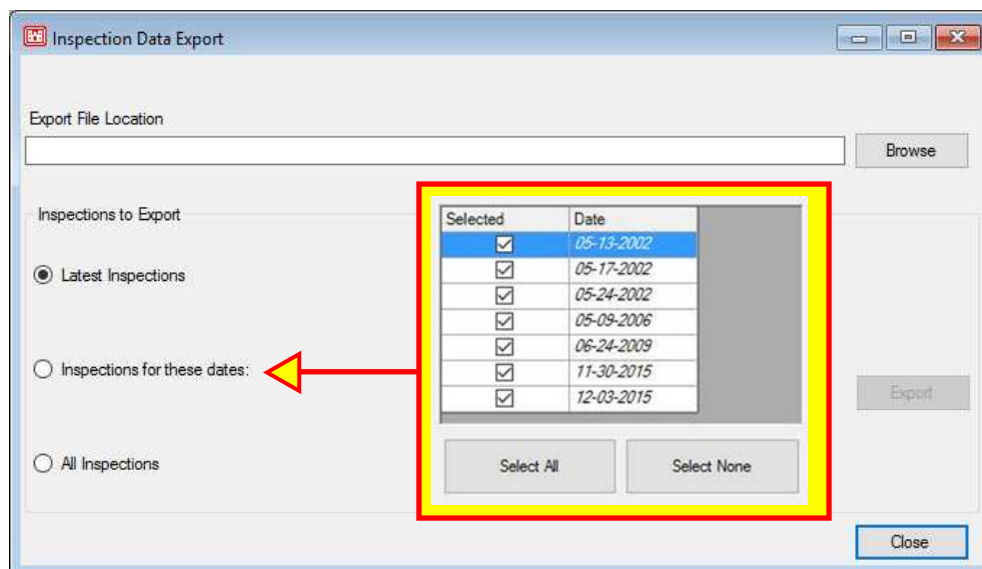 Inspection Data Export
Export File Location
Browse
Inspections to Export
Selected Date
05-13-2002
05-17-2002
05-24-2002
05-09-2006
06-24-2009
11-30-2015
12-03-2015
Latest Inspections
Inspections for these dates:
All Inspections
Select All Select None
Export
Close